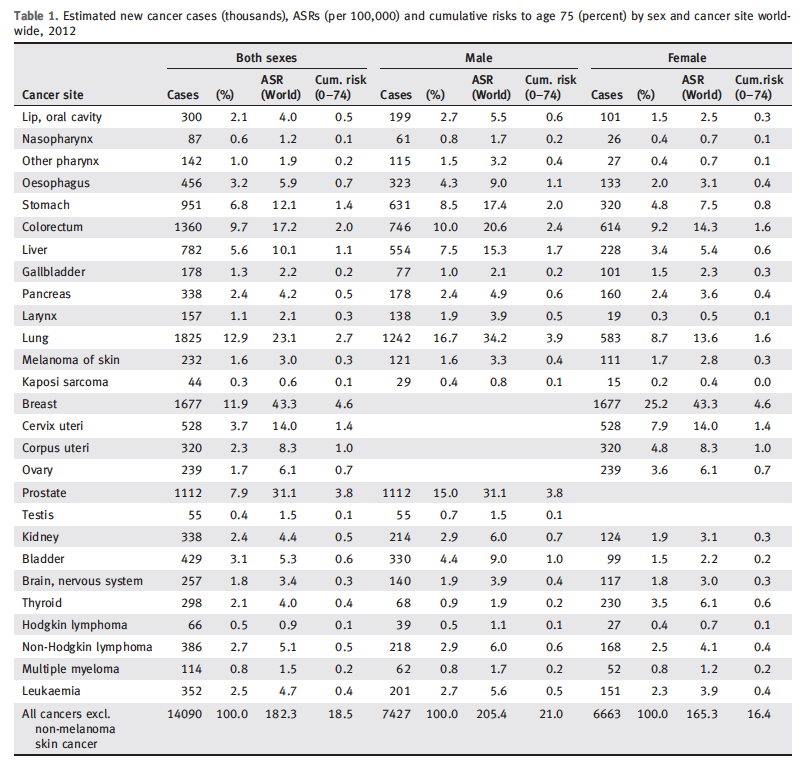 Table 1. Estimated new cancer cases (thousands), ASRs (per 100,000) and cumulative risks to age 75 (percent) by sex and cancer site world-
wide, 2012
Both sexes Male Female
ASR Cum. risk ASR Cum. risk ASR Cum.risk
Cancer site Cases (%) (World) (0–74) Cases (%) (World) (0–74) Cases (%) (World) (0–74)
Lip, oral cavity 300 2.1 4.0 0.5 199 2.7 5.5 0.6 101 1.5 2.5 0.3
Nasopharynx 87 0.6 1.2 0.1 61 0.8 1.7 0.2 26 0.4 0.7 0.1
Other pharynx 142 1.0 1.9 0.2 115 1.5 3.2 0.4 27 0.4 0.7 0.1
Oesophagus 456 3.2 5.9 0.7 323 4.3 9.0 1.1 133 2.0 3.1 0.4
Stomach 951 6.8 12.1 1.4 631 8.5 17.4 2.0 320 4.8 7.5 0.8
Colorectum 1360 9.7 17.2 2.0 746 10.0 20.6 2.4 614 9.2 14.3 1.6
Liver 782 5.6 10.1 1.1 554 7.5 15.3 1.7 228 3.4 5.4 0.6
Gallbladder 178 1.3 2.2 0.2 77 1.0 2.1 0.2 101 1.5 2.3 0.3
Pancreas 338 2.4 4.2 0.5 178 2.4 4.9 0.6 160 2.4 3.6 0.4
Larynx 157 1.1 2.1 0.3 138 1.9 3.9 0.5 19 0.3 0.5 0.1
Lung 1825 12.9 23.1 2.7 1242 16.7 34.2 3.9 583 8.7 13.6 1.6
Melanoma of skin 232 1.6 3.0 0.3 121 1.6 3.3 0.4 111 1.7 2.8 0.3
Kaposi sarcoma 44 0.3 0.6 0.1 29 0.4 0.8 0.1 15 0.2 0.4 0.0
Breast 1677 11.9 43.3 4.6 1677 25.2 43.3 4.6
Cervix uteri 528 3.7 14.0 1.4 528 7.9 14.0 1.4
Corpus uteri 320 2.3 8.3 1.0 320 4.8 8.3 1.0
Ovary 239 1.7 6.1 0.7 239 3.6 6.1 0.7
Prostate 1112 7.9 31.1 3.8 1112 15.0 31.1 3.8
Testis 55 0.4 1.5 0.1 55 0.7 1.5 0.1
Kidney 338 2.4 4.4 0.5 214 2.9 6.0 0.7 124 1.9 3.1 0.3
Bladder 429 3.1 5.3 0.6 330 4.4 9.0 1.0 99 1.5 2.2 0.2
Brain, nervous system 257 1.8 3.4 0.3 140 1.9 3.9 0.4 117 1.8 3.0 0.3
Thyroid 298 2.1 4.0 0.4 68 0.9 1.9 0.2 230 3.5 6.1 0.6
Hodgkin lymphoma 66 0.5 0.9 0.1 39 0.5 1.1 0.1 27 0.4 0.7 0.1
Non-Hodgkin lymphoma 386 2.7 5.1 0.5 218 2.9 6.0 0.6 168 2.5 4.1 0.4
Multiple myeloma 114 0.8 1.5 0.2 62 0.8 1.7 0.2 52 0.8 1.2 0.2
Leukaemia 352 2.5 4.7 0.4 201 2.7 5.6 0.5 151 2.3 3.9 0.4
All cancers excl. 14090 100.0 182.3 18.5 7427 100.0 205.4 21.0 6663 100.0 165.3 16.4
non-melanoma
skin cancer